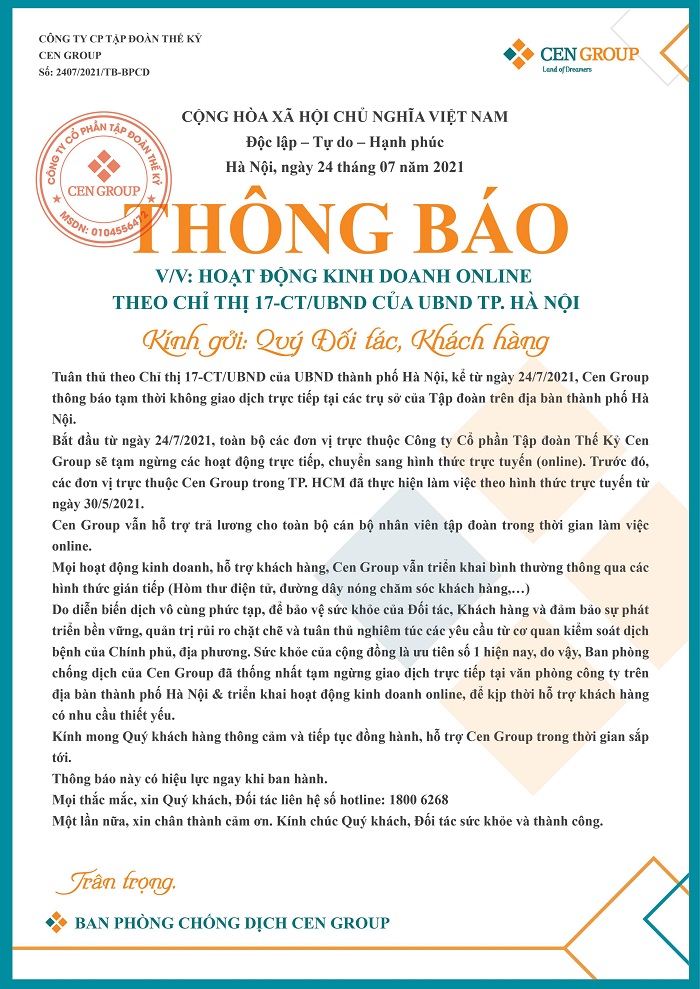 CÔNG TY CP TẬP ĐOÀN THẾ KỶ
CEN GROUP
Số: 2407/2021/TB-BPCD
CEN GROUP
Land of Dreamers
CỘNG HÒA XÃ HỘI CHỦ NGHĨA VIỆT NAM
Độc lập – Tự do – Hạnh phúc
Hà Nội, ngày 24 tháng 07 năm 2021
CÔNG TY CỔ PHẦN TẬP ĐOÀN THẾ KỶ
CEN GROUP
MSDN: 0104556472
THÔNG BÁO
V/V: HOẠT ĐỘNG KINH DOANH ONLINE
THEO CHỈ THỊ 17-CT/UBND CỦA UBND TP. HÀ NỘI
Kính gửi: Quý Đối tác, Khách hàng
Tuân thủ theo Chỉ thị 17-CT/UBND của UBND thành phố Hà Nội, kể từ ngày 24/7/2021, Cen Group
thông báo tạm thời không giao dịch trực tiếp tại các trụ sở của Tập đoàn trên địa bàn thành phố Hà
Nội.
Bắt đầu từ ngày 24/7/2021, toàn bộ các đơn vị trực thuộc Công ty Cổ phần Tập đoàn Thế Kỷ Cen
Group sẽ tạm ngừng các hoạt động trực tiếp, chuyển sang hình thức trực tuyến (online). Trước đó,
các đơn vị trực thuộc Cen Group trong TP. HCM đã thực hiện làm việc theo hình thức trực tuyến từ
ngày 30/5/2021.
Cen Group vẫn hỗ trợ trả lương cho toàn bộ cán bộ nhân viên tập đoàn trong thời gian làm việc
online.
Mọi hoạt động kinh doanh, hỗ trợ khách hàng, Cen Group vẫn triển khai bình thường thông qua các
hình thức gián tiếp (Hòm thư điện tử, đường dây nóng chăm sóc khách hàng,…)
Do diễn biến dịch vô cùng phức tạp, để bảo vệ sức khỏe của Đối tác, Khách hàng và đảm bảo sự phát
triển bền vững, quản trị rủi ro chặt chẽ và tuân thủ nghiêm túc các yêu cầu từ cơ quan kiểm soát dịch
bệnh của Chính phủ, địa phương. Sức khỏe của cộng đồng là ưu tiên số 1 hiện nay, do vậy, Ban phòng
chống dịch của Cen Group đã thống nhất tạm ngừng giao dịch trực tiếp tại văn phòng công ty trên
địa bàn thành phố Hà Nội & triển khai hoạt động kinh doanh online, để kịp thời hỗ trợ khách hàng
có nhu cầu thiết yếu.
Kính mong Quý khách hàng thông cảm và tiếp tục đồng hành, hỗ trợ Cen Group trong thời gian sắp
tới.
Thông báo này có hiệu lực ngay khi ban hành.
Mọi thắc mắc, xin Quý khách, Đối tác liên hệ số hotline: 1800 6268
Một lần nữa, xin chân thành cảm ơn. Kính chúc Quý khách, Đối tác sức khỏe và thành công.
Trân trọng.
BAN PHÒNG CHỐNG DỊCH CEN GROUP